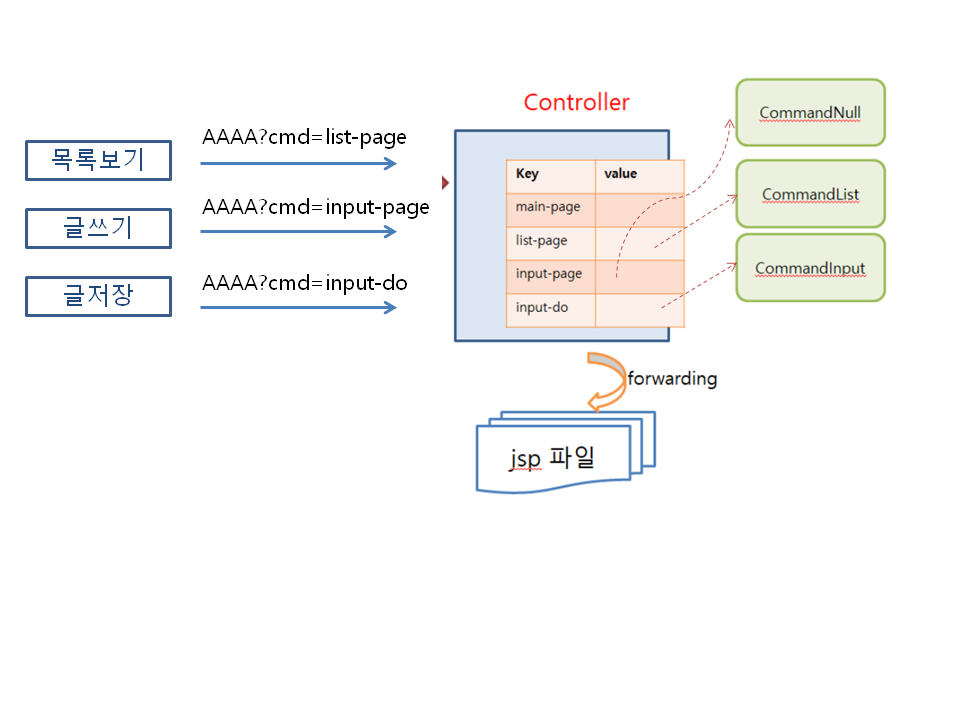 목록보기
AAAA?cmd=list-page
글쓰기
AAAA?cmd=input-page
글저장
AAAA?cmd=input-do
Controller
Key value
main-page
list-page
input-page
input-do
CommandNull
CommandList
CommandInput
forwarding
jsp 파일